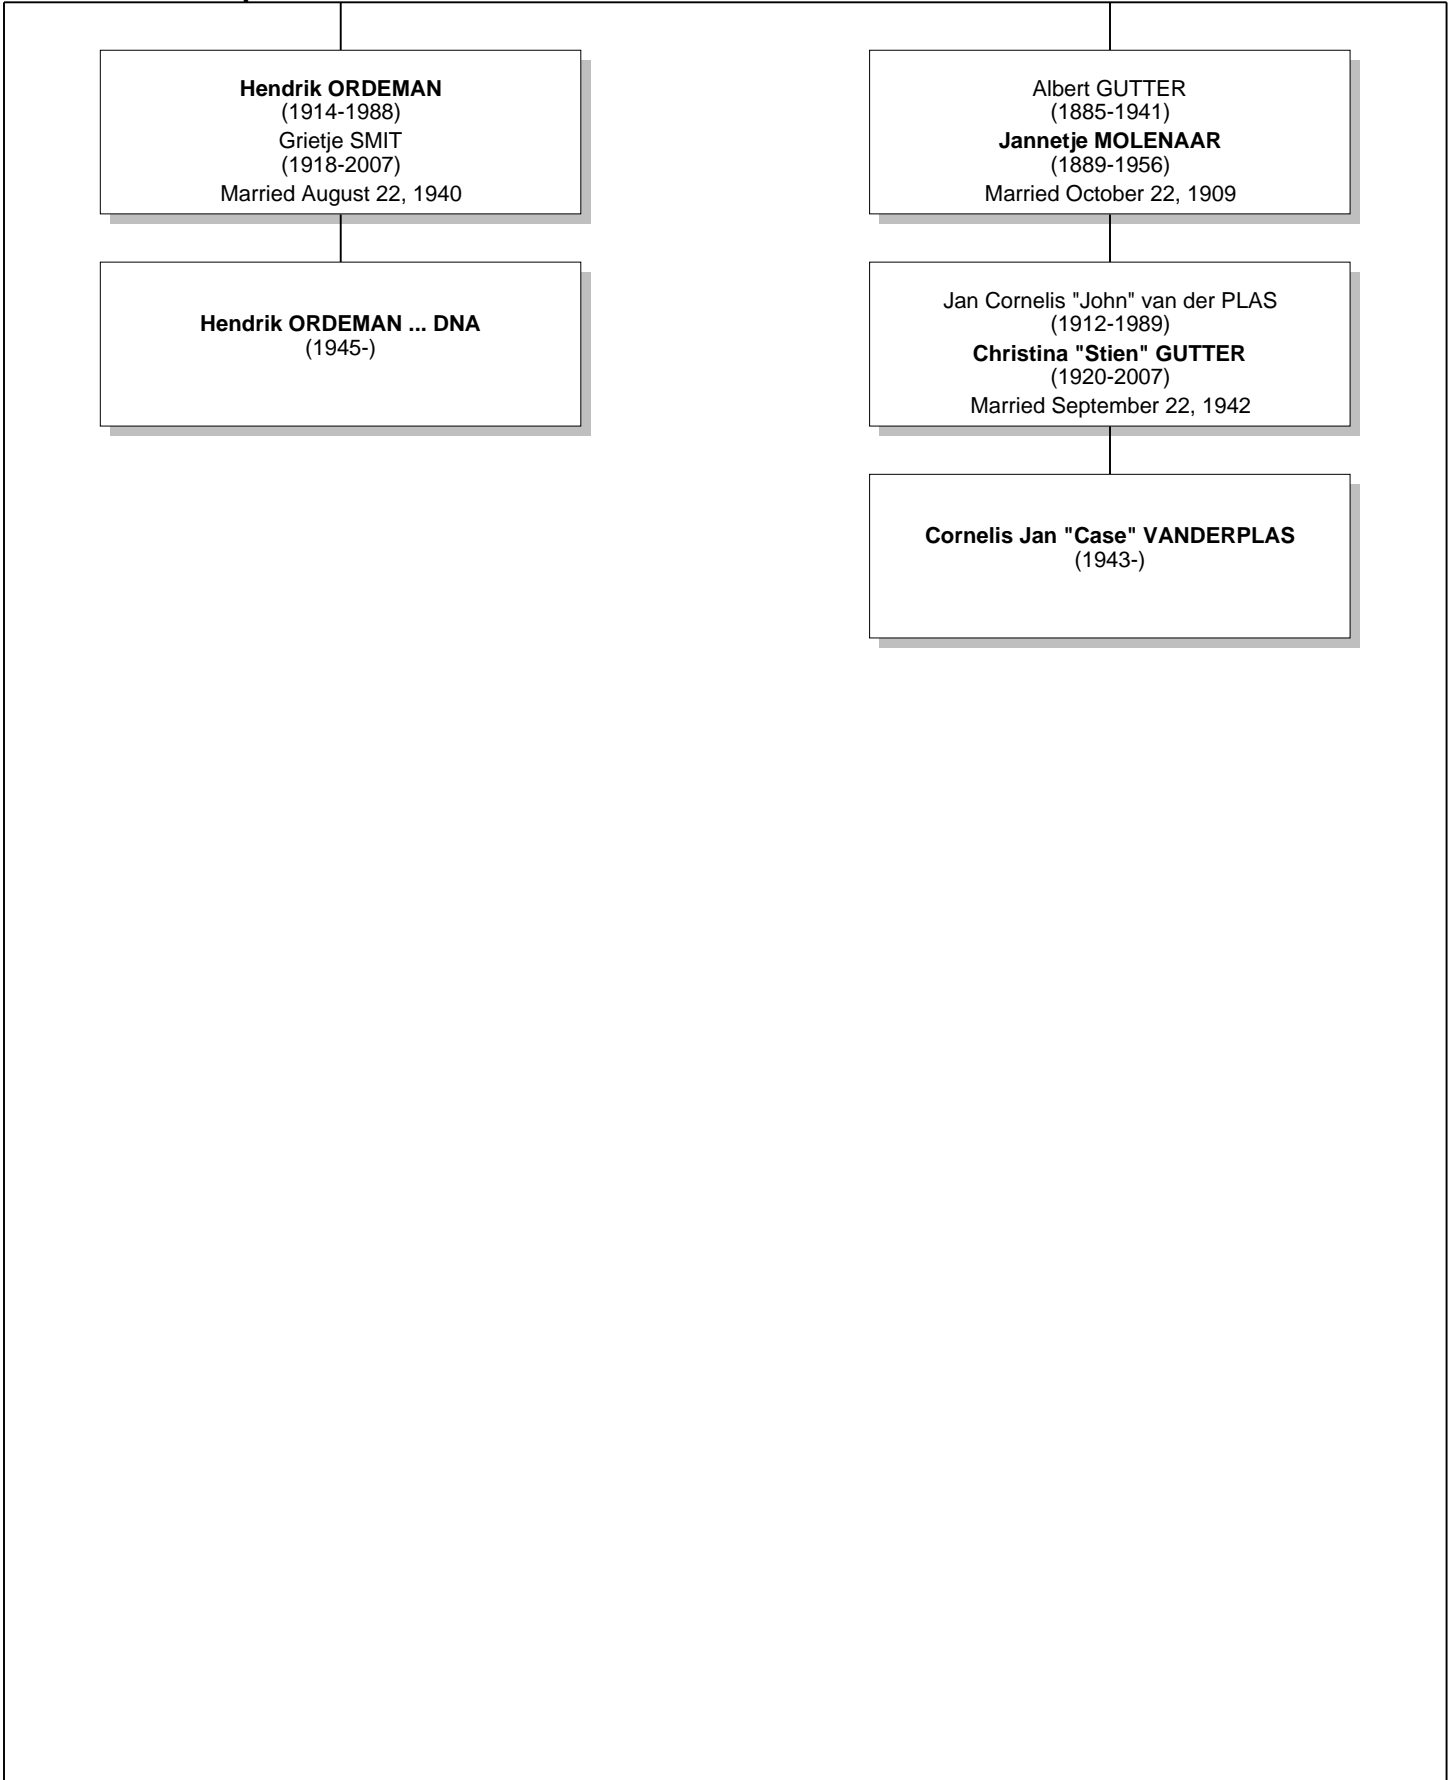 Hendrik ORDEMAN
(1914-1988)
Grietje SMIT
(1918-2007)
Married August 22, 1940
Hendrik ORDEMAN ... DNA
(1945-)
Albert GUTTER
(1885-1941)
Jannetje MOLENAAR
(1889-1956)
Married October 22, 1909
Jan Cornelis "John" van der PLAS
(1912-1989)
Christina "Stien" GUTTER
(1920-2007)
Married September 22, 1942
Cornelis Jan "Case" VANDERPLAS
(1943-)